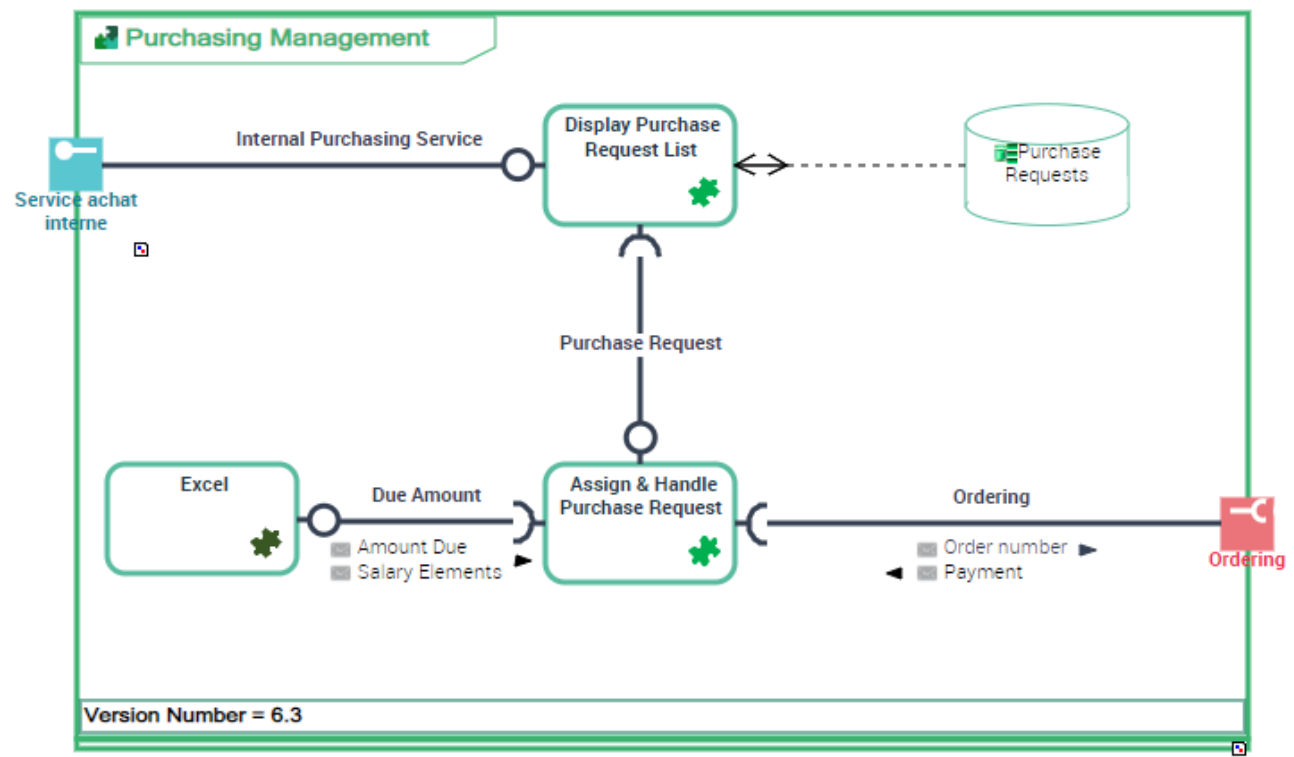 Purchasing Management
Internal Purchasing Service
Display Purchase
Request List
Purchase
Requests
Service achat
interne
Purchase Request
Excel
Due Amount
Amount Due
Salary Elements
Assign & Handle
Purchase Request
Ordering
Order number
Payment
Ordering
Version Number = 6.3